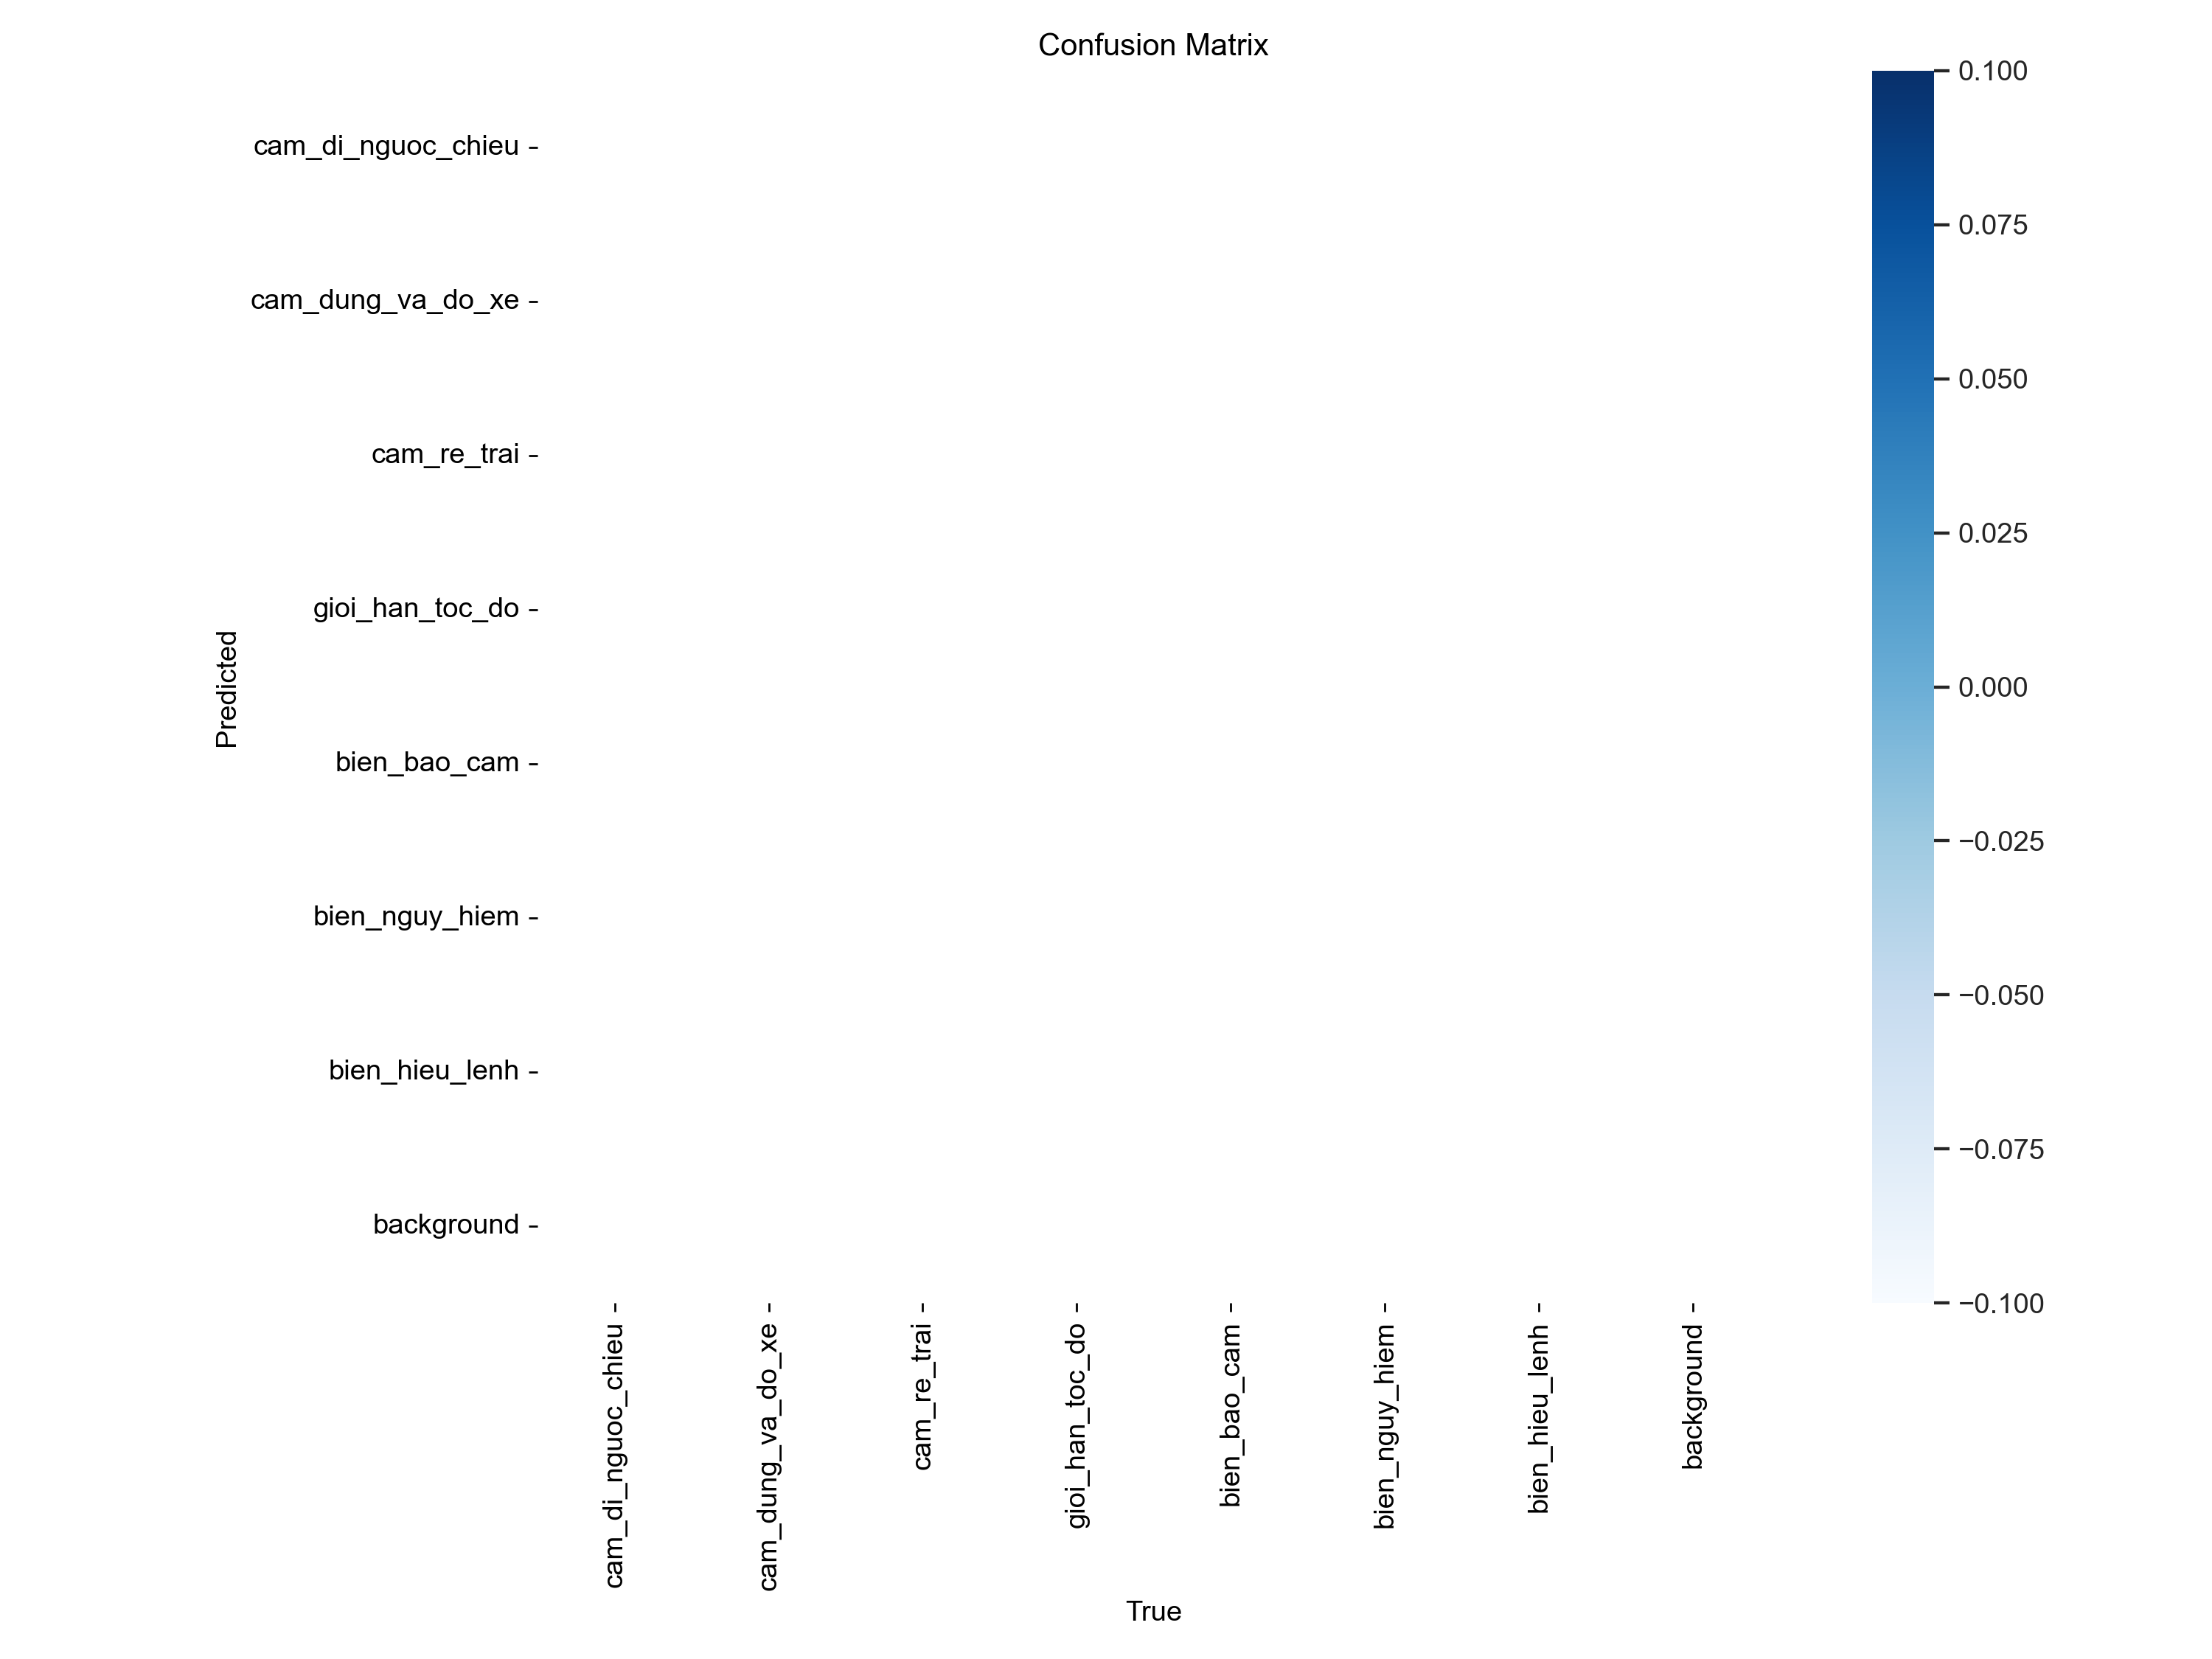 Confusion Matrix
cam_di_nguoc_chieu
cam_dung_va_do_xe
cam_re_trai
gioi_han_toc_do
bien_bao_cam
bien_nguy_hiem
bien_hieu_lenh
background
Predicted
cam_di_nguoc_chieu
cam_dung_va_do_xe
cam_re_trai
gioi_han_toc_do
bien_bao_cam
bien_nguy_hiem
bien_hieu_lenh
background
True
0.100
0.075
0.050
0.025
0.000
−0.025
−0.050
−0.075
−0.100